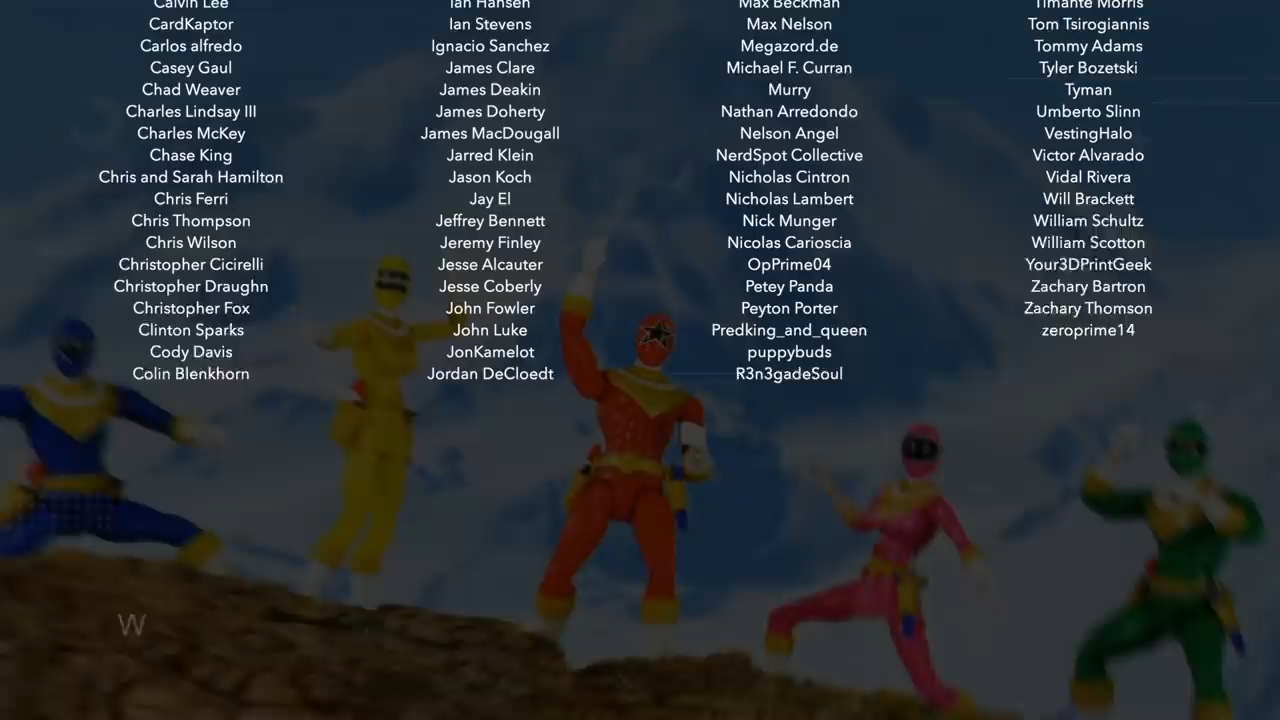 Calvin Lee
CardKaptor
Carlos alfredo
Casey Gaul
Chad Weaver
Charles Lindsay III
Charles McKey
Chase King
Chris and Sarah Hamilton
Chris Ferri
Chris Thompson
Chris Wilson
Christopher Cicirelli
Christopher Draughn
Christopher Fox
Clinton Sparks
Cody Davis
Colin Blenkhorn
Ian Hansen
Ian Stevens
Ignacio Sanchez
James Clare
James Deakin
James Doherty
James MacDougall
Jarred Klein
Jason Koch
Jay El
Jeffrey Bennett
Jeremy Finley
Jesse Alcauter
Jesse Coberly
John Fowler
John Luke
JonKamelot
Jordan DeCloedt
Max Beckman
Max Nelson
Megazord.de
Michael F. Curran
Murry
Nathan Arredondo
Nelson Angel
NerdSpot Collective
Nicholas Cintron
Nicholas Lambert
Nick Munger
Nicolas Carioscia
OpPrime04
Petey Panda
Peyton Porter
Predking_and_queen
puppybuds
R3n3gadeSoul
Timante Morris
Tom Tsirogiannis
Tommy Adams
Tyler Bozetski
Tyman
Umberto Slinn
VestingHalo
Victor Alvarado
Vidal Rivera
Will Brackett
William Schultz
William Scotton
Your3DPrintGeek
Zachary Bartron
Zachary Thomson
zeroprime14
W